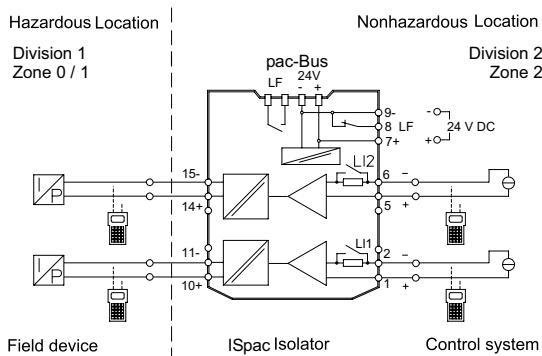 Hazardous Location
Nonhazardous Location
Division 1
Zone 0 / 1
Division 2
Zone 2
pac-Bus
LF
24V
- +
9-
8 LF
7+
- 
+
24 V DC
LI2
I
P
15-
14+
6 –
5 +
LI1
I
P
11-
10+
2 –
1 +
Field device
ISpac Isolator
Control system